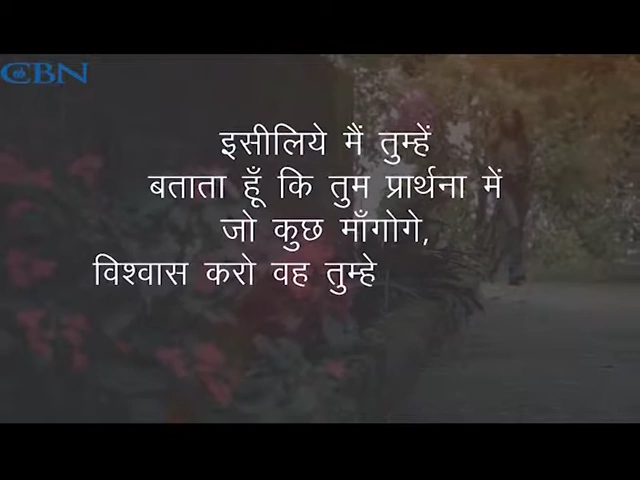 CBN
इसीलिये मैं तुम्हें
बताता हूँ कि तुम प्रार्थना में
जो कुछ माँगोगे,
विश्वास करो वह तुम्हे